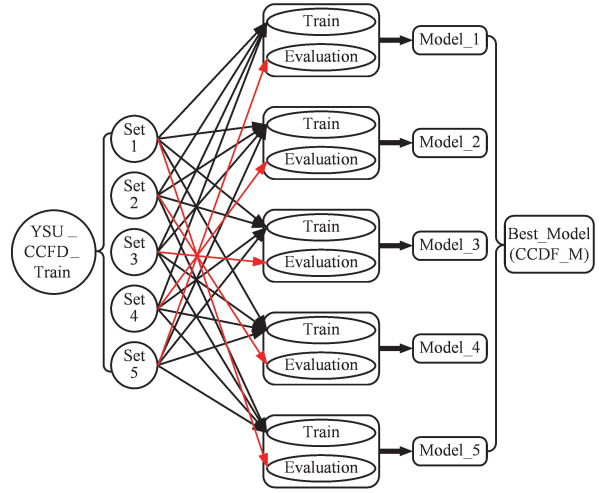 YSU_
CCFD_
Train
Set
1
Set
2
Set
3
Set
4
Set
5
Train
Evaluation
Model_1
Train
Evaluation
Model_2
Train
Evaluation
Model_3
Train
Evaluation
Model_4
Train
Evaluation
Model_5
Best_Model
(CCDF_M)